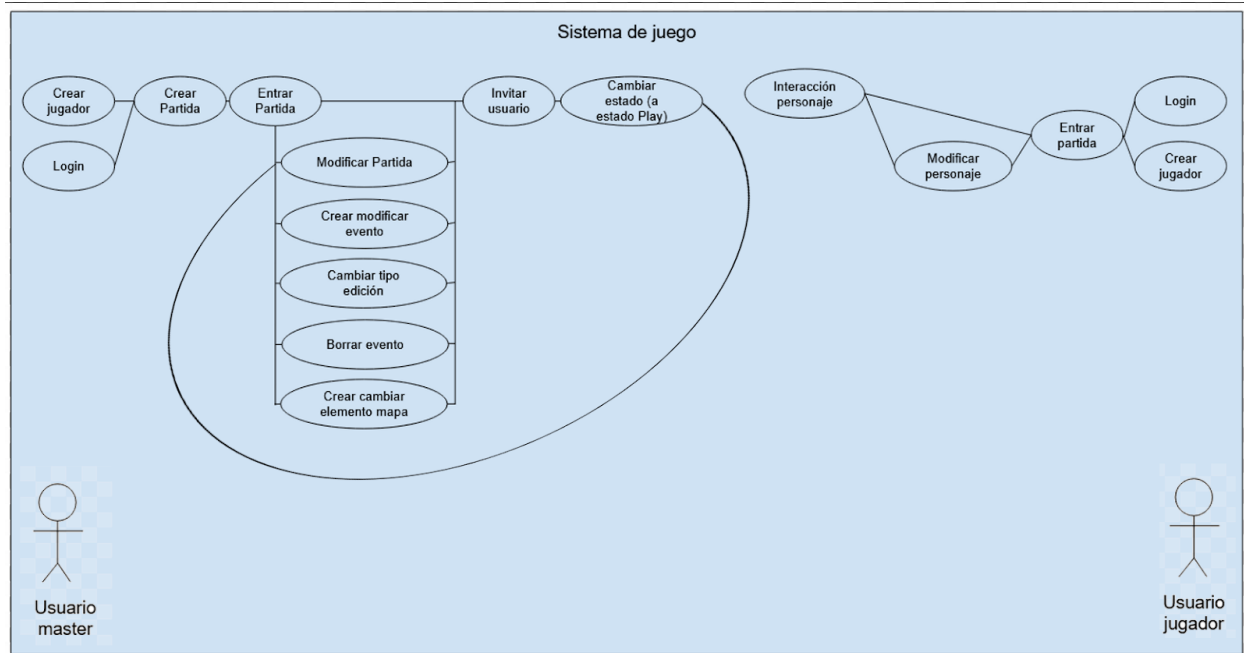 Sistema de juego
Crear
jugador
Crear
Partida
Entrar
Partida
Invitar
usuario
Cambiar
estado (a
estado Play)
Interacción
personaje
Login
Login
Modificar Partida
Entrar
partida
Modificar
personaje
Crear
jugador
Crear modificar
evento
Cambiar tipo
edición
Borrar evento
Crear cambiar
elemento mapa
Usuario
master
Usuario
jugador